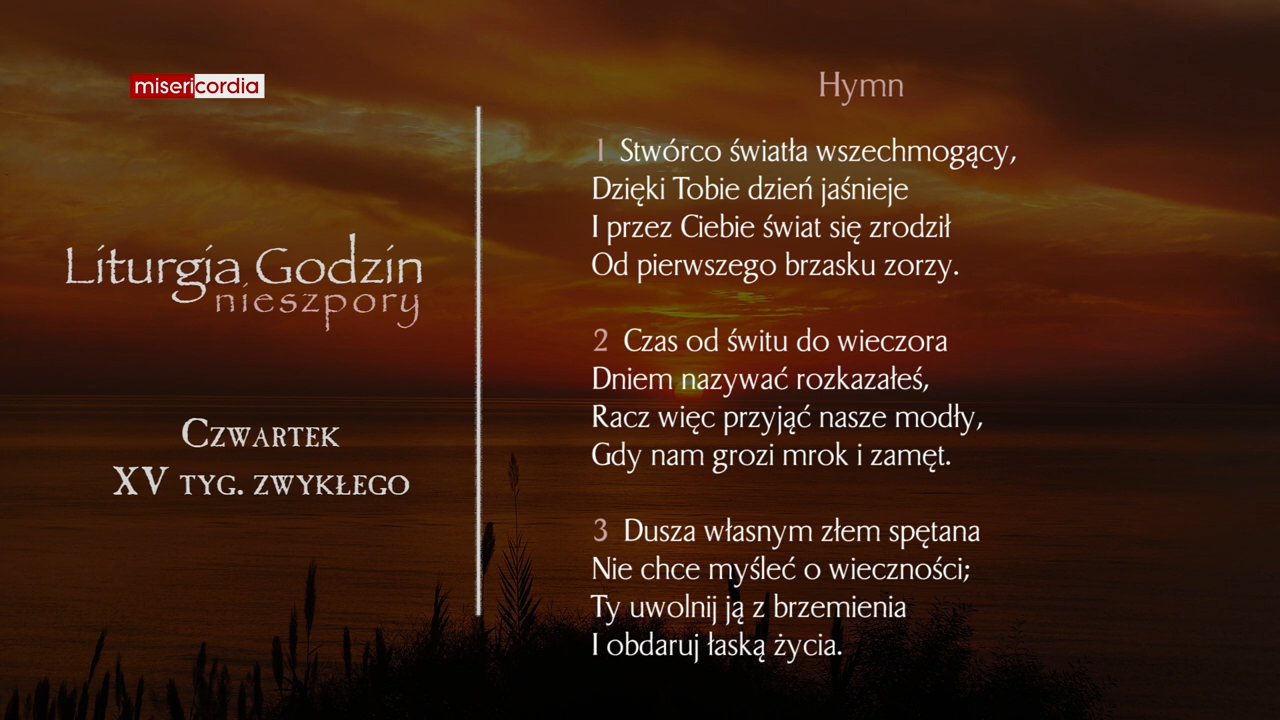 misericordia
Liturgia Godzin
nieszpory
Czwartek
XV tyg. zwykłego
Hymn
1 Stwórco światła wszechmogący,
Dzięki Tobie dzień jaśnieje
I przez Ciebie świat się zrodził
Od pierwszego brzasku zorzy.
2 Czas od świtu do wieczora
Dniem nazywać rozkazałeś,
Racz więc przyjąć nasze modły,
Gdy nam grozi mrok i zamęt.
3 Dusza własnym złem spętana
Nie chce myśleć o wieczności;
Ty uwolnij ją z brzemienia
I obdaruj łaską życia.